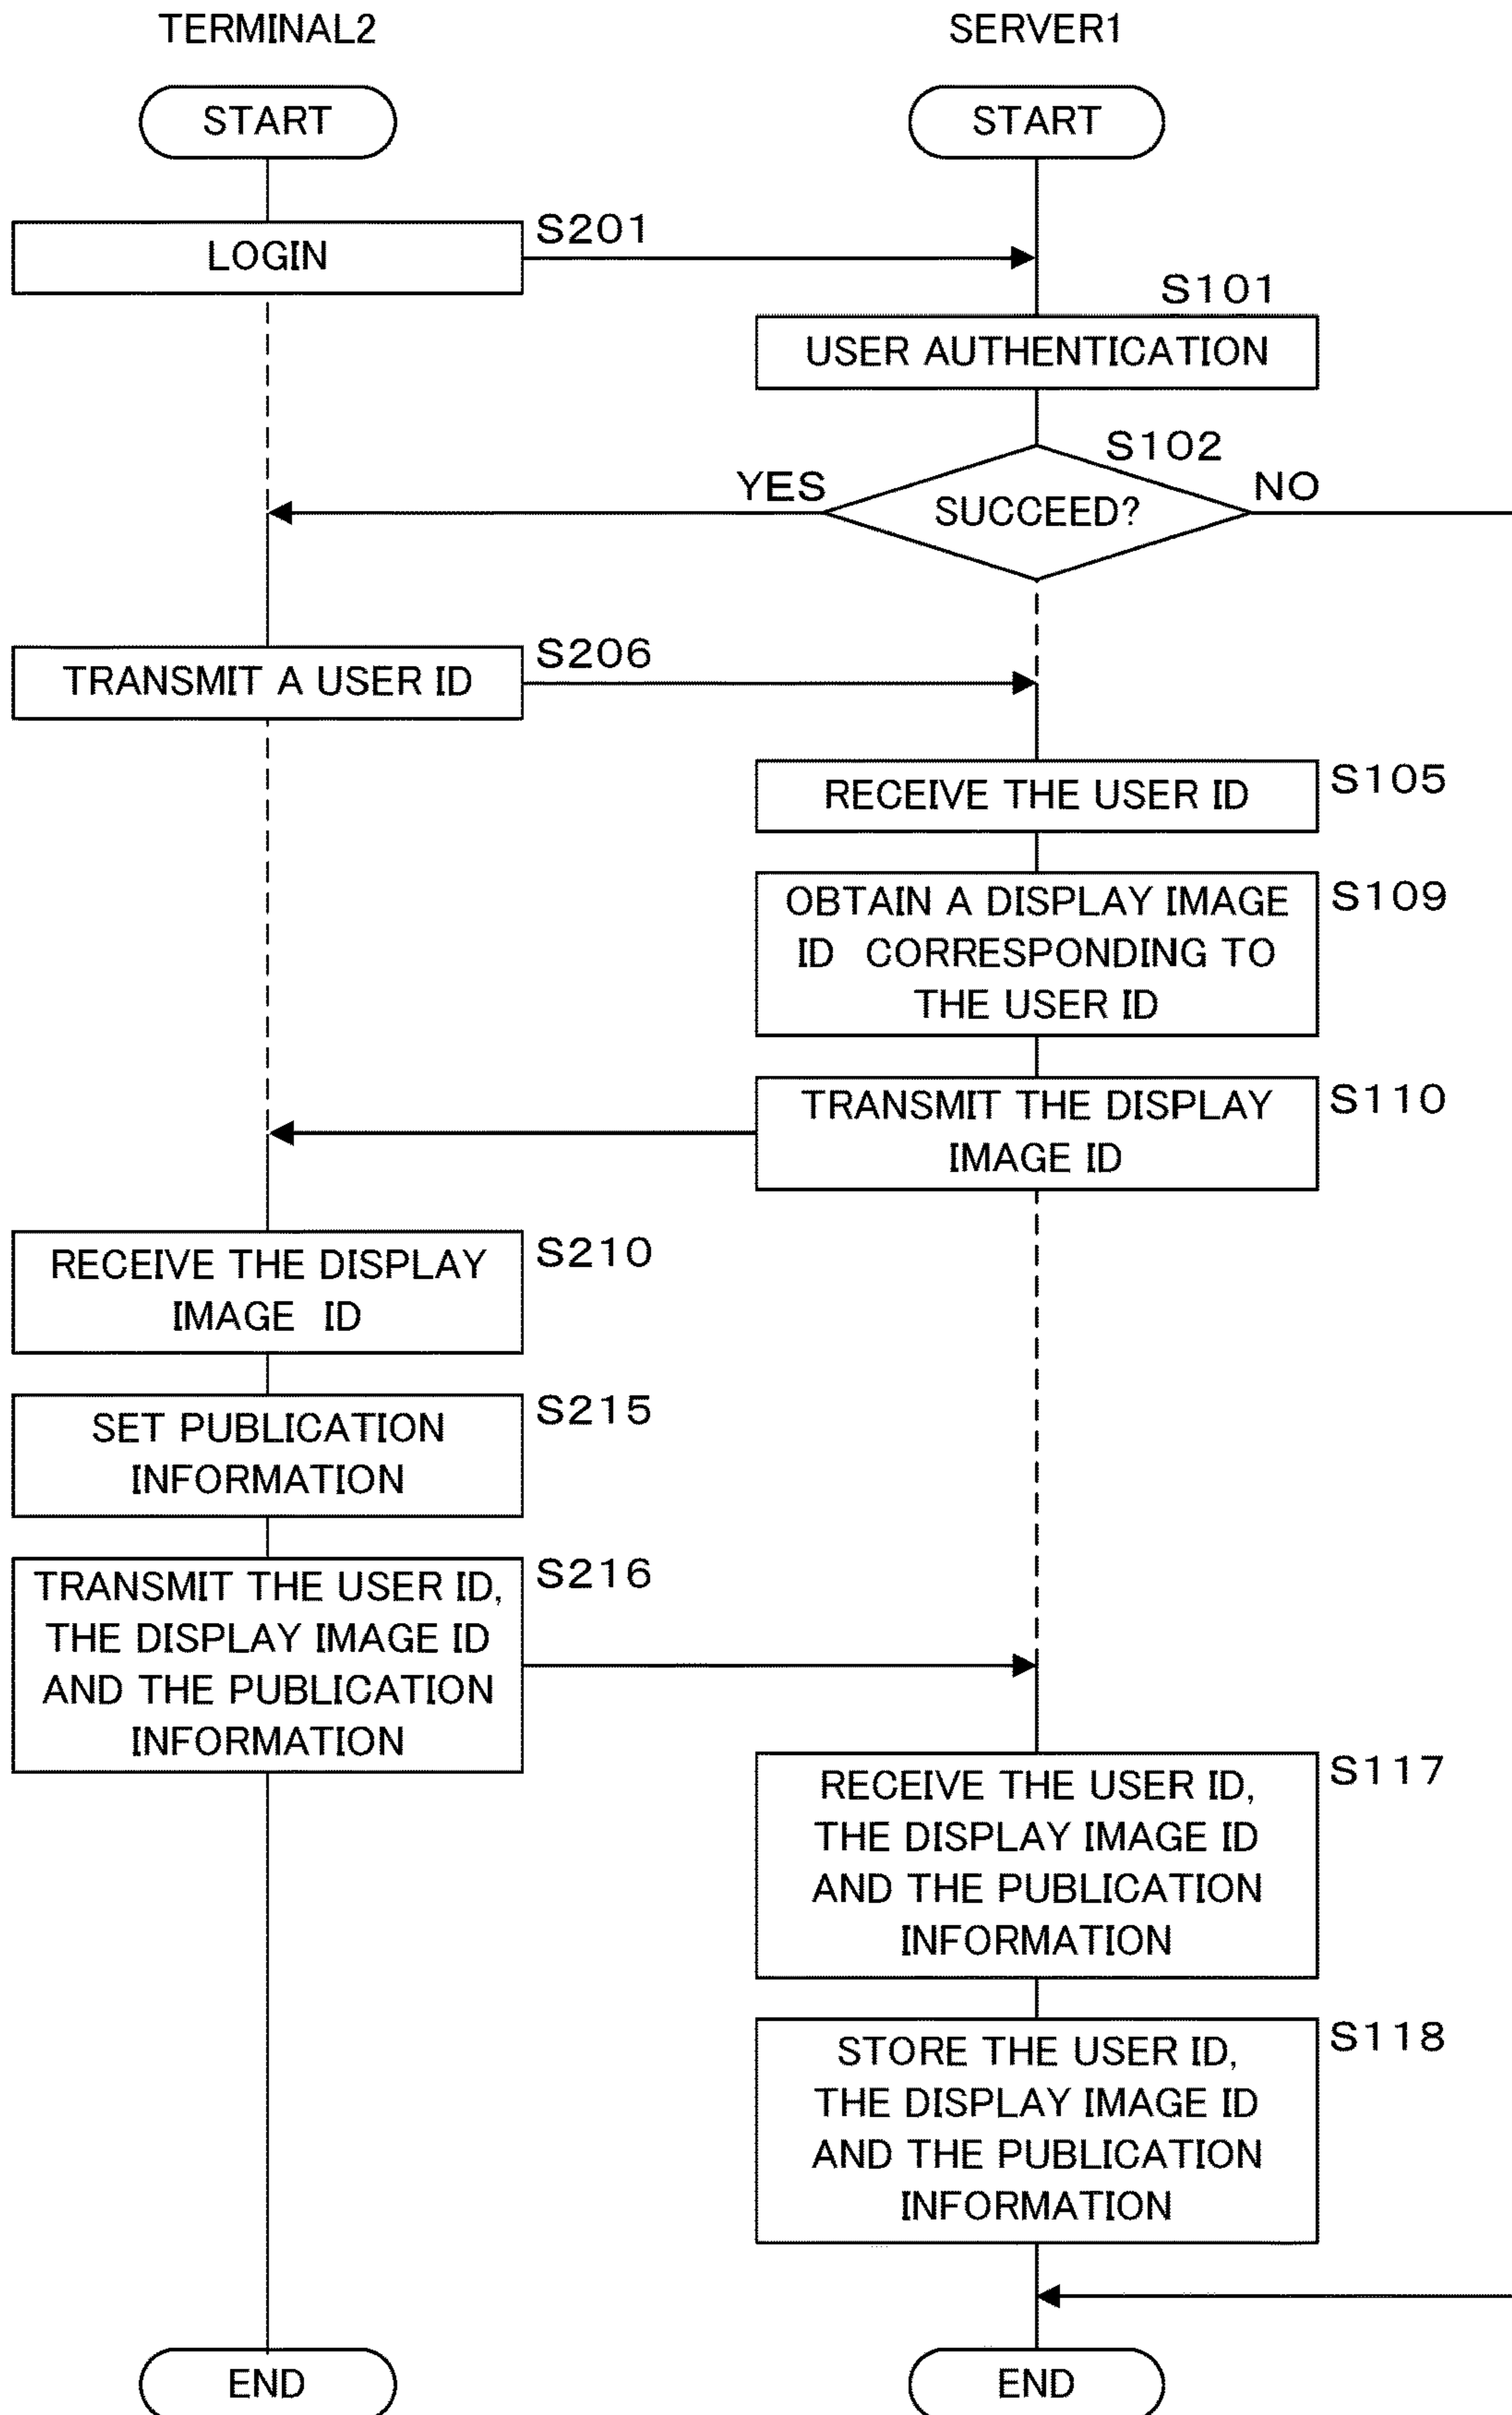 TERMINAL2
SERVER1
START
START
LOGIN
S201
S101
USER AUTHENTICATION
S102
YES
SUCCEED?
NO
TRANSMIT A USER ID
S206
RECEIVE THE USER ID
S105
OBTAIN A DISPLAY IMAGE
ID CORRESPONDING TO
THE USER ID
S109
TRANSMIT THE DISPLAY
IMAGE ID
S110
RECEIVE THE DISPLAY
IMAGE ID
S210
SET PUBLICATION
INFORMATION
S215
TRANSMIT THE USER ID,
THE DISPLAY IMAGE ID
AND THE PUBLICATION
INFORMATION
S216
RECEIVE THE USER ID,
THE DISPLAY IMAGE ID
AND THE PUBLICATION
INFORMATION
S117
STORE THE USER ID,
THE DISPLAY IMAGE ID
AND THE PUBLICATION
INFORMATION
S118
END
END